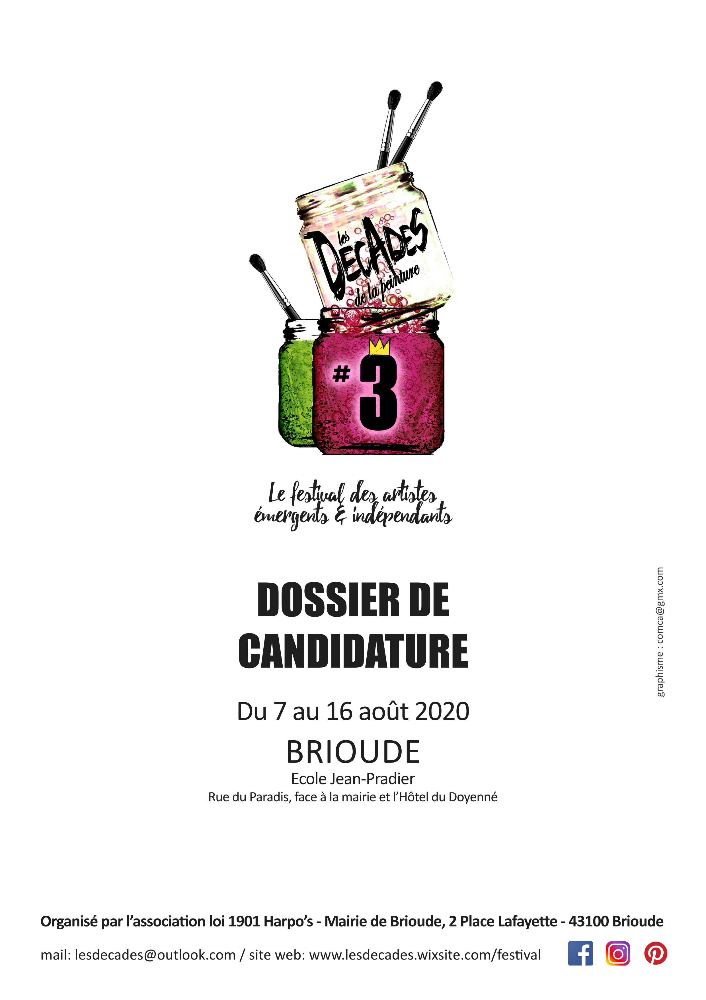 les
DECADES
de la peinture
#3
Le festival des artistes
émergents & indépendants
DOSSIER DE
CANDIDATURE
Du 7 au 16 août 2020
BRIOUDE
Ecole Jean-Pradier
Rue du Paradis, face à la mairie et l’Hôtel du Doyenné
graphisme : comca@gmx.com
Organisé par l’association loi 1901 Harpo’s - Mairie de Brioude, 2 Place Lafayette - 43100 Brioude
mail: lesdecades@outlook.com / site web: www.lesdecades.wixsite.com/festival